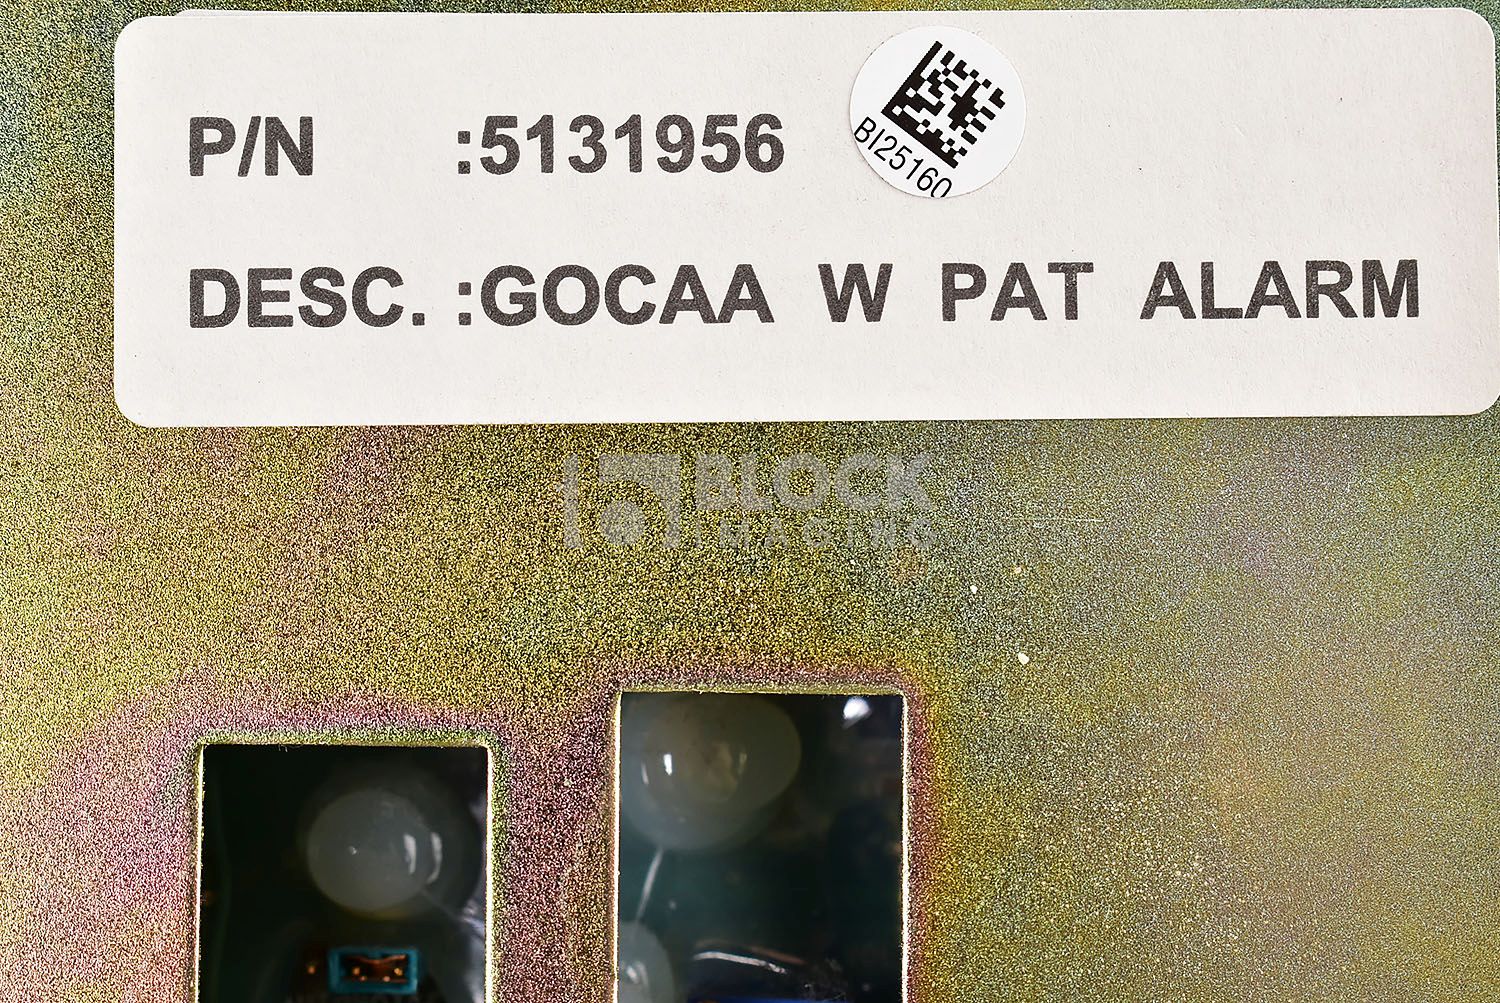 P/N :5131956
BI25160
DESC. :GOCAA W PAT ALARM
BLOCK
IMAGING